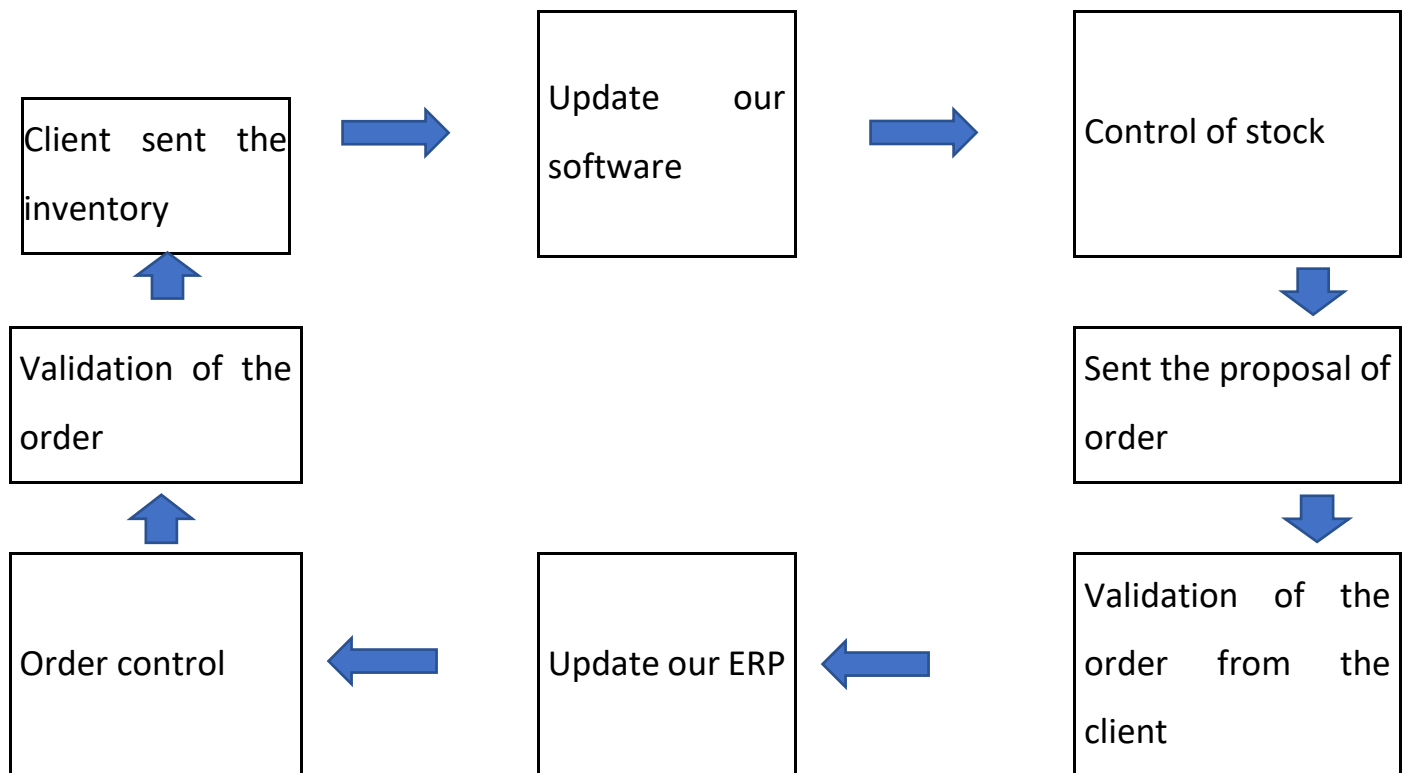 Client sent the
inventory
Update our
software
Control of stock
Sent the proposal of
order
Validation of the
order from the
client
Update our ERP
Order control
Validation of the
order